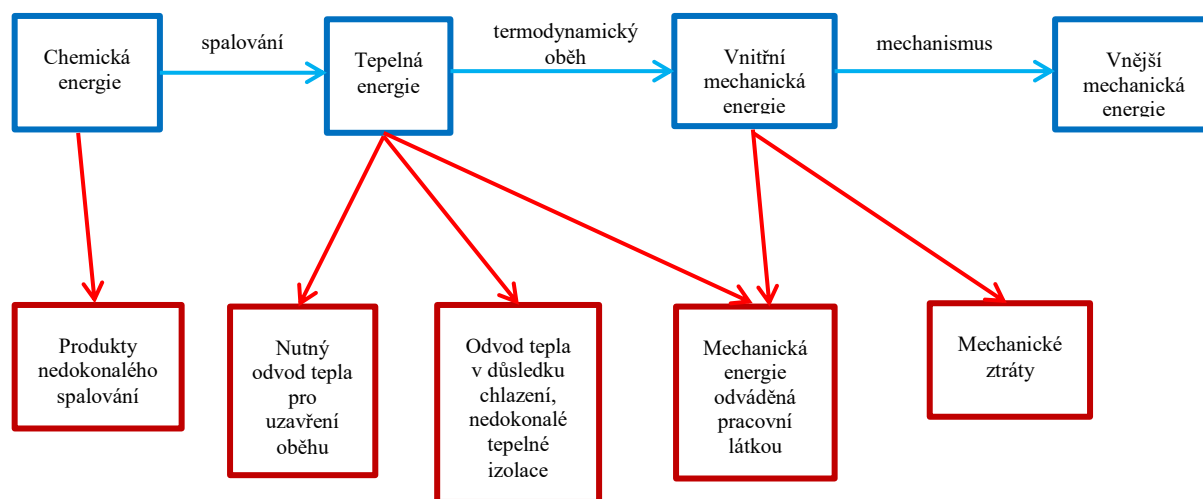 Chemická
energie
spalování
Tepelná
energie
termodynamický
oběh
Vnitřní
mechanická
energie
mechanismus
Vnější
mechanická
energie
Produkty
nedokonalého
spalování
Nutný
odvod tepla
pro
uzavření
oběhu
Odvod tepla
v důsledku
chlazení,
nedokonalé
tepelné
izolace
Mechanická
energie
odváděná
pracovní
látkou
Mechanické
ztráty